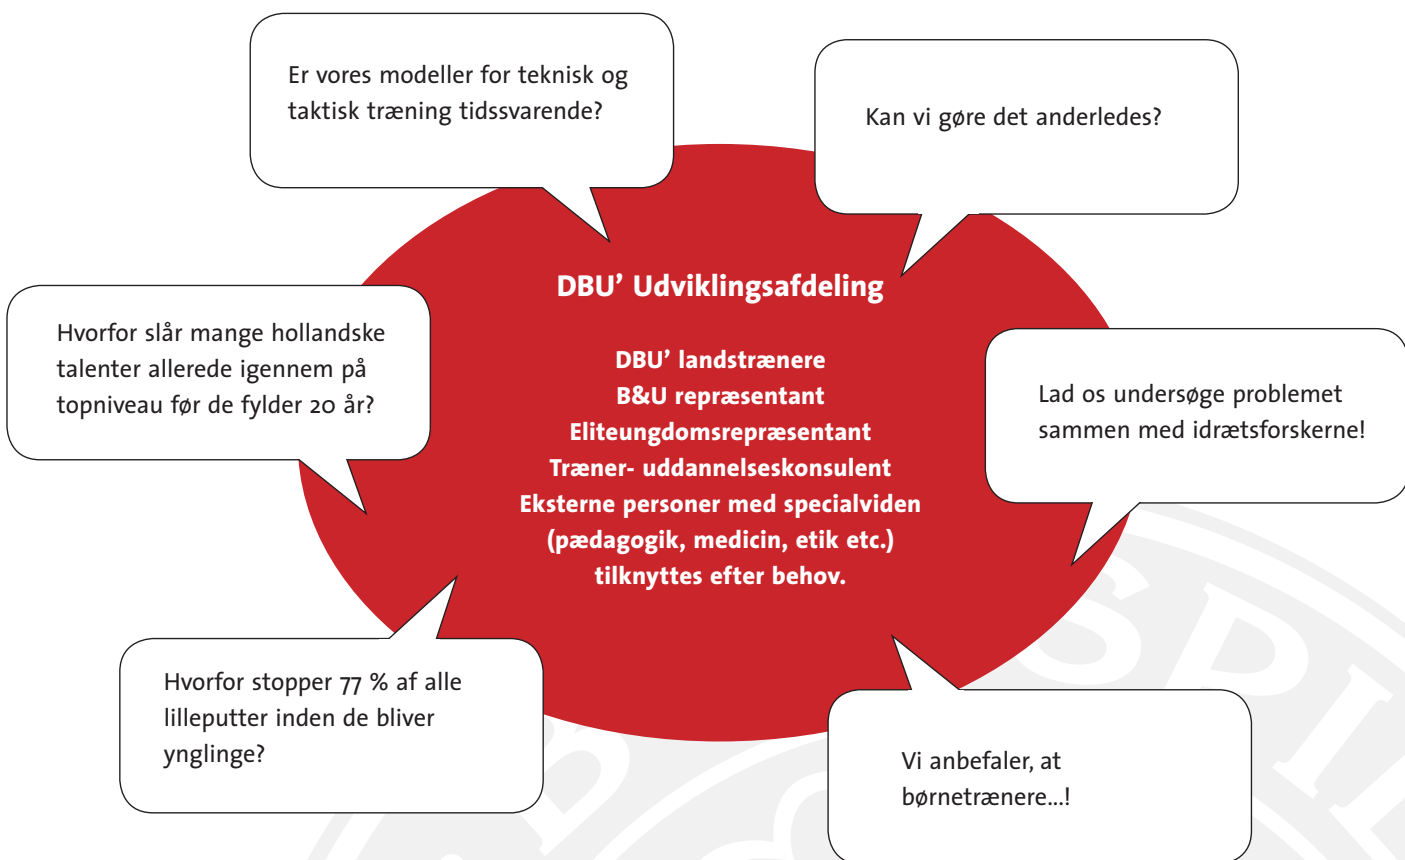 Er vores modeller for teknisk og
taktisk træning tidssvarende?
Kan vi gøre det anderledes?
DBU’ Udviklingsafdeling
Hvorfor slår mange hollandske
talenter allerede igennem på
topniveau før de fylder 20 år?
DBU’ landstrænere
B&U repræsentant
Eliteungdomsrepræsentant
Træner- uddannelseskonsulent
Eksterne personer med specialviden
(pædagogik, medicin, etik etc.)
tilknyttes efter behov.
Lad os undersøge problemet
sammen med idrætsforskerne!
Hvorfor stopper 77 % af alle
lilleputter inden de bliver
ynglinge?
Vi anbefaler, at
børnetrænere...!